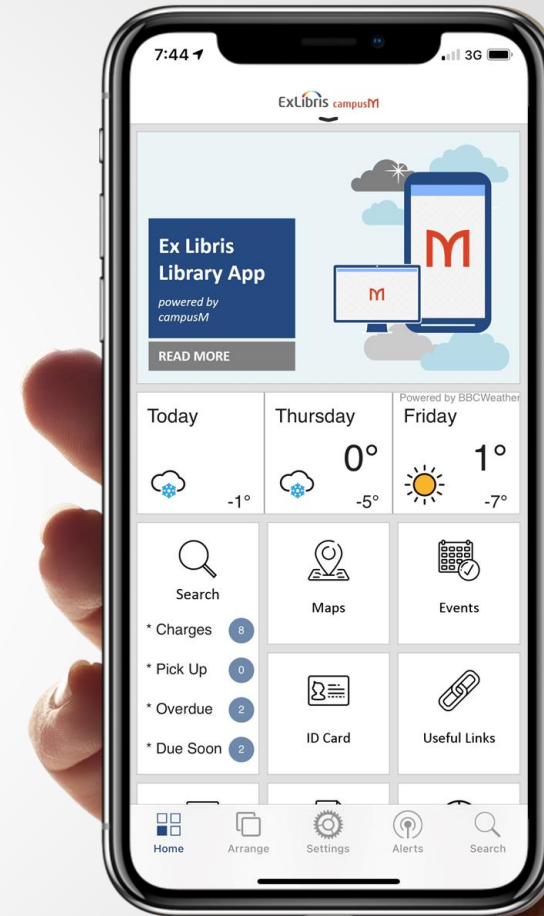 7:44
3G
ExLibris campusM
Ex Libris
Library App
powered by
campusM
READ MORE
M
M
Powered by BBCWeather
Today
Thursday
Friday
0°
1°
-1°
-5°
-7°
Search
Maps
Events
* Charges 8
* Pick Up 0
* Overdue 2
* Due Soon 2
ID Card
Useful Links
Home
Arrange
Settings
Alerts
Search